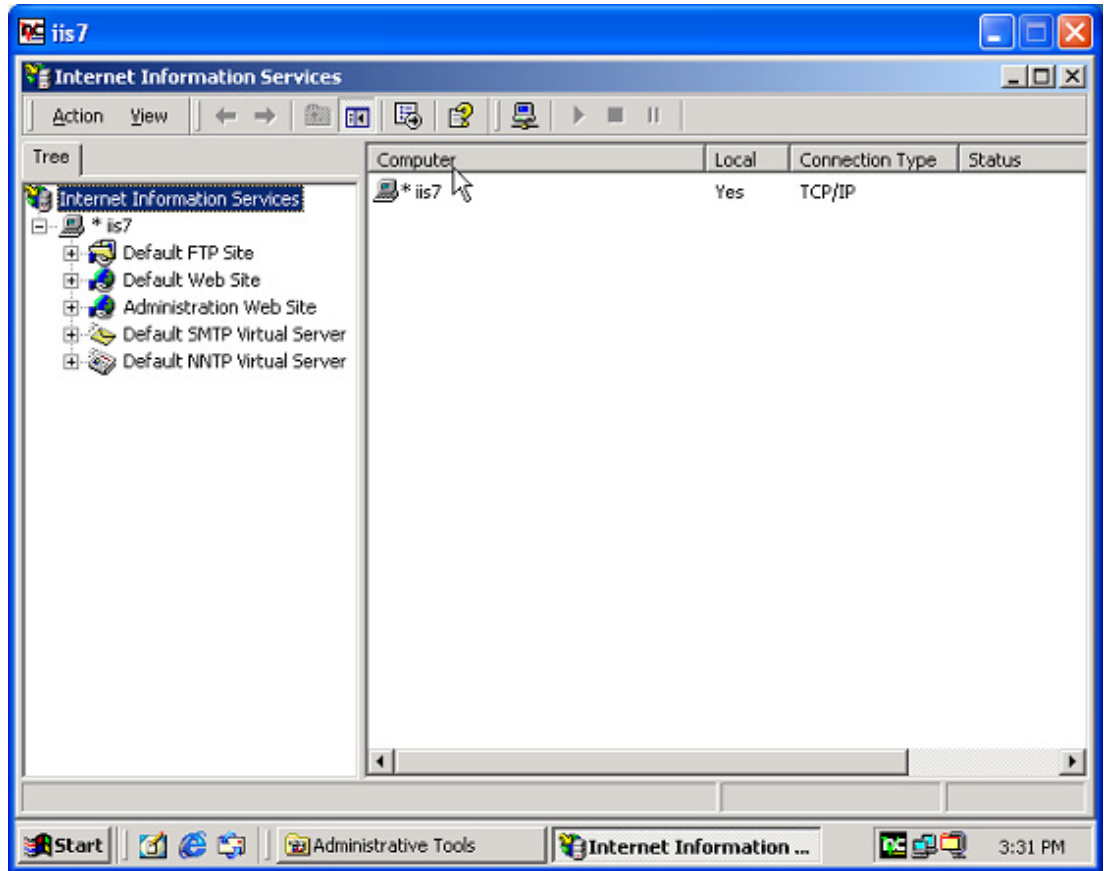 iis7
Internet Information Services
Action View
Tree
Computer Local Connection Type Status
Internet Information Services
* iis7
Default FTP Site
Default Web Site
Administration Web Site
Default SMTP Virtual Server
Default NNTP Virtual Server
* iis7 Yes TCP/IP
Start Administrative Tools Internet Information ... 3:31 PM